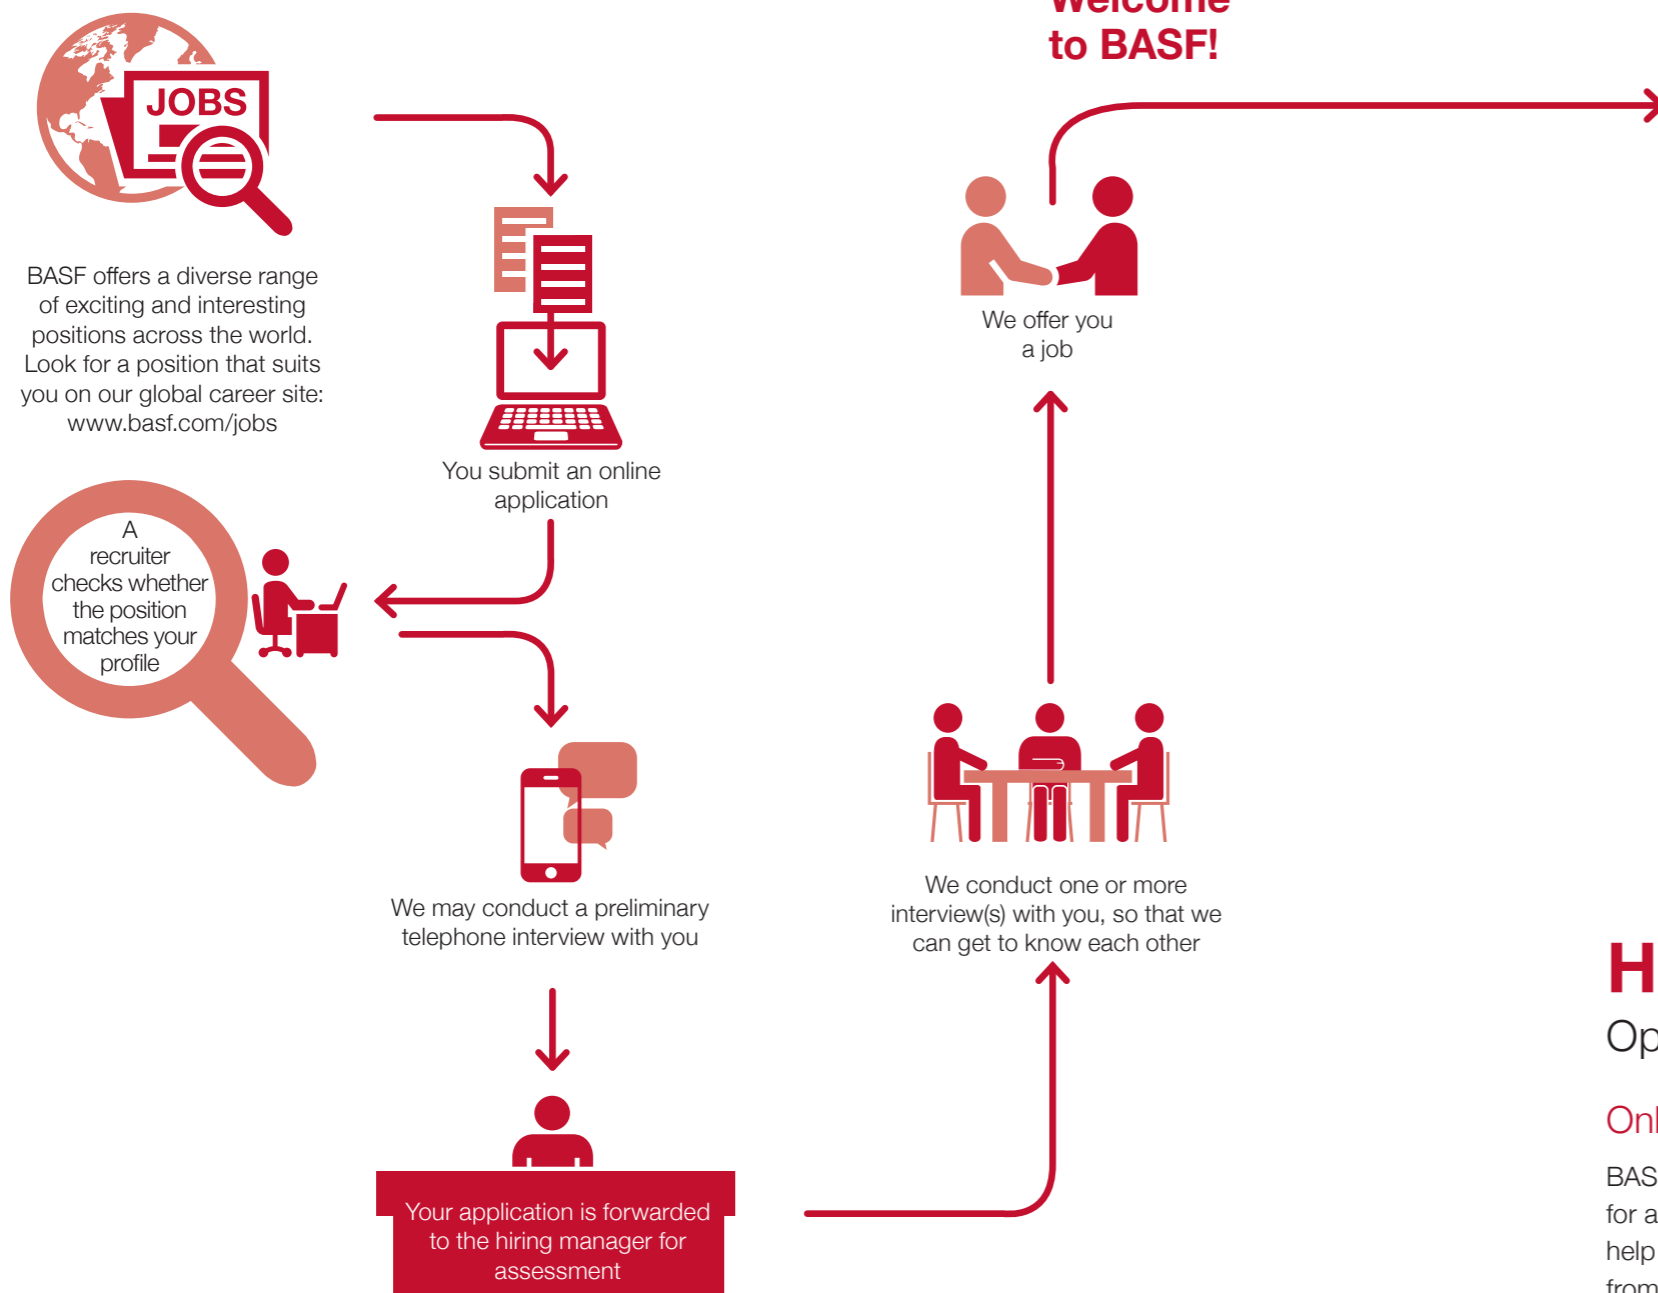 JOBS
BASF offers a diverse range
of exciting and interesting
positions across the world.
Look for a position that suits
you on our global career site:
www.basf.com/jobs
You submit an online
application
A
recruiter
checks whether
the position
matches your
profile
We may conduct a preliminary
telephone interview with you
Your application is forwarded
to the hiring manager for
assessment
We conduct one or more
interview(s) with you, so that we
can get to know each other
We offer you
a job
Welcome
to BASF!
H
Op
Onl
BAS
for a
help
from